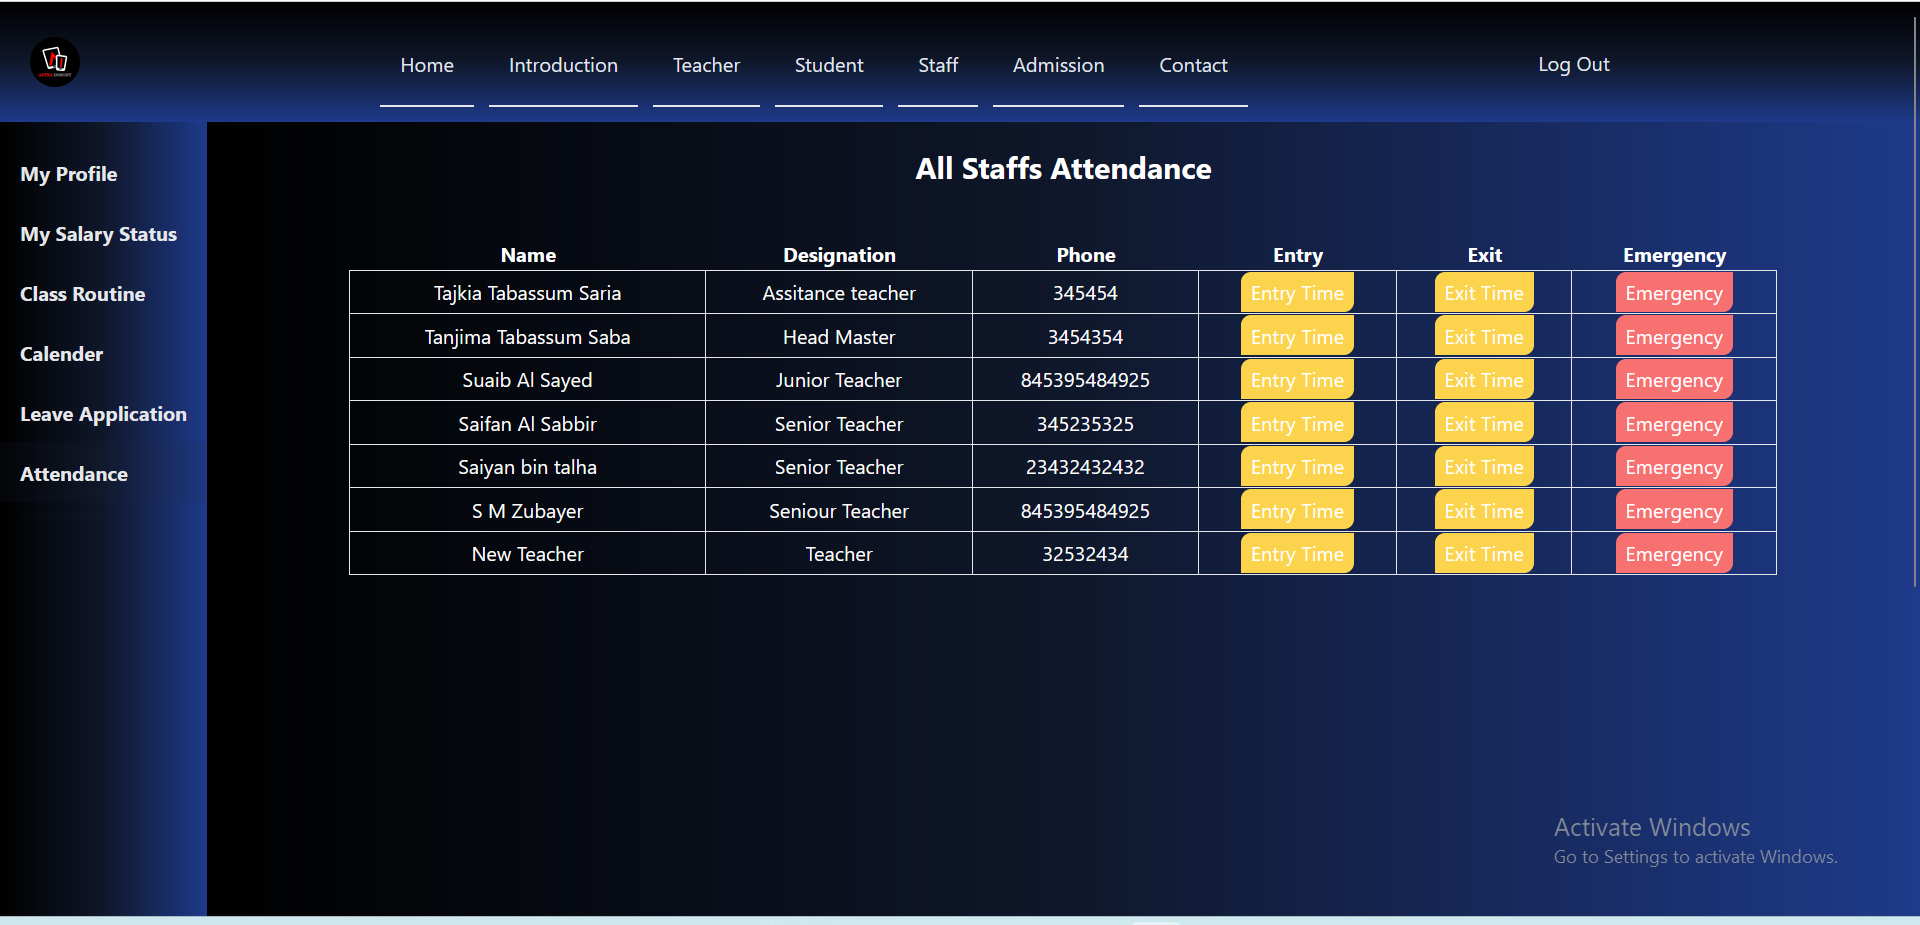 Home Introduction Teacher Student Staff Admission Contact Log Out
ASTHA INSIGHT
My Profile
My Salary Status
Class Routine
Calender
Leave Application
Attendance
All Staffs Attendance
Name Designation Phone Entry Exit Emergency
Tajkia Tabassum Saria Assitance teacher 345454 Entry Time Exit Time Emergency
Tanjima Tabassum Saba Head Master 3454354 Entry Time Exit Time Emergency
Suaib Al Sayed Junior Teacher 845395484925 Entry Time Exit Time Emergency
Saifan Al Sabbir Senior Teacher 345235325 Entry Time Exit Time Emergency
Saiyan bin talha Senior Teacher 23432432432 Entry Time Exit Time Emergency
S M Zubayer Seniour Teacher 845395484925 Entry Time Exit Time Emergency
New Teacher Teacher 32532434 Entry Time Exit Time Emergency
Activate Windows
Go to Settings to activate Windows.